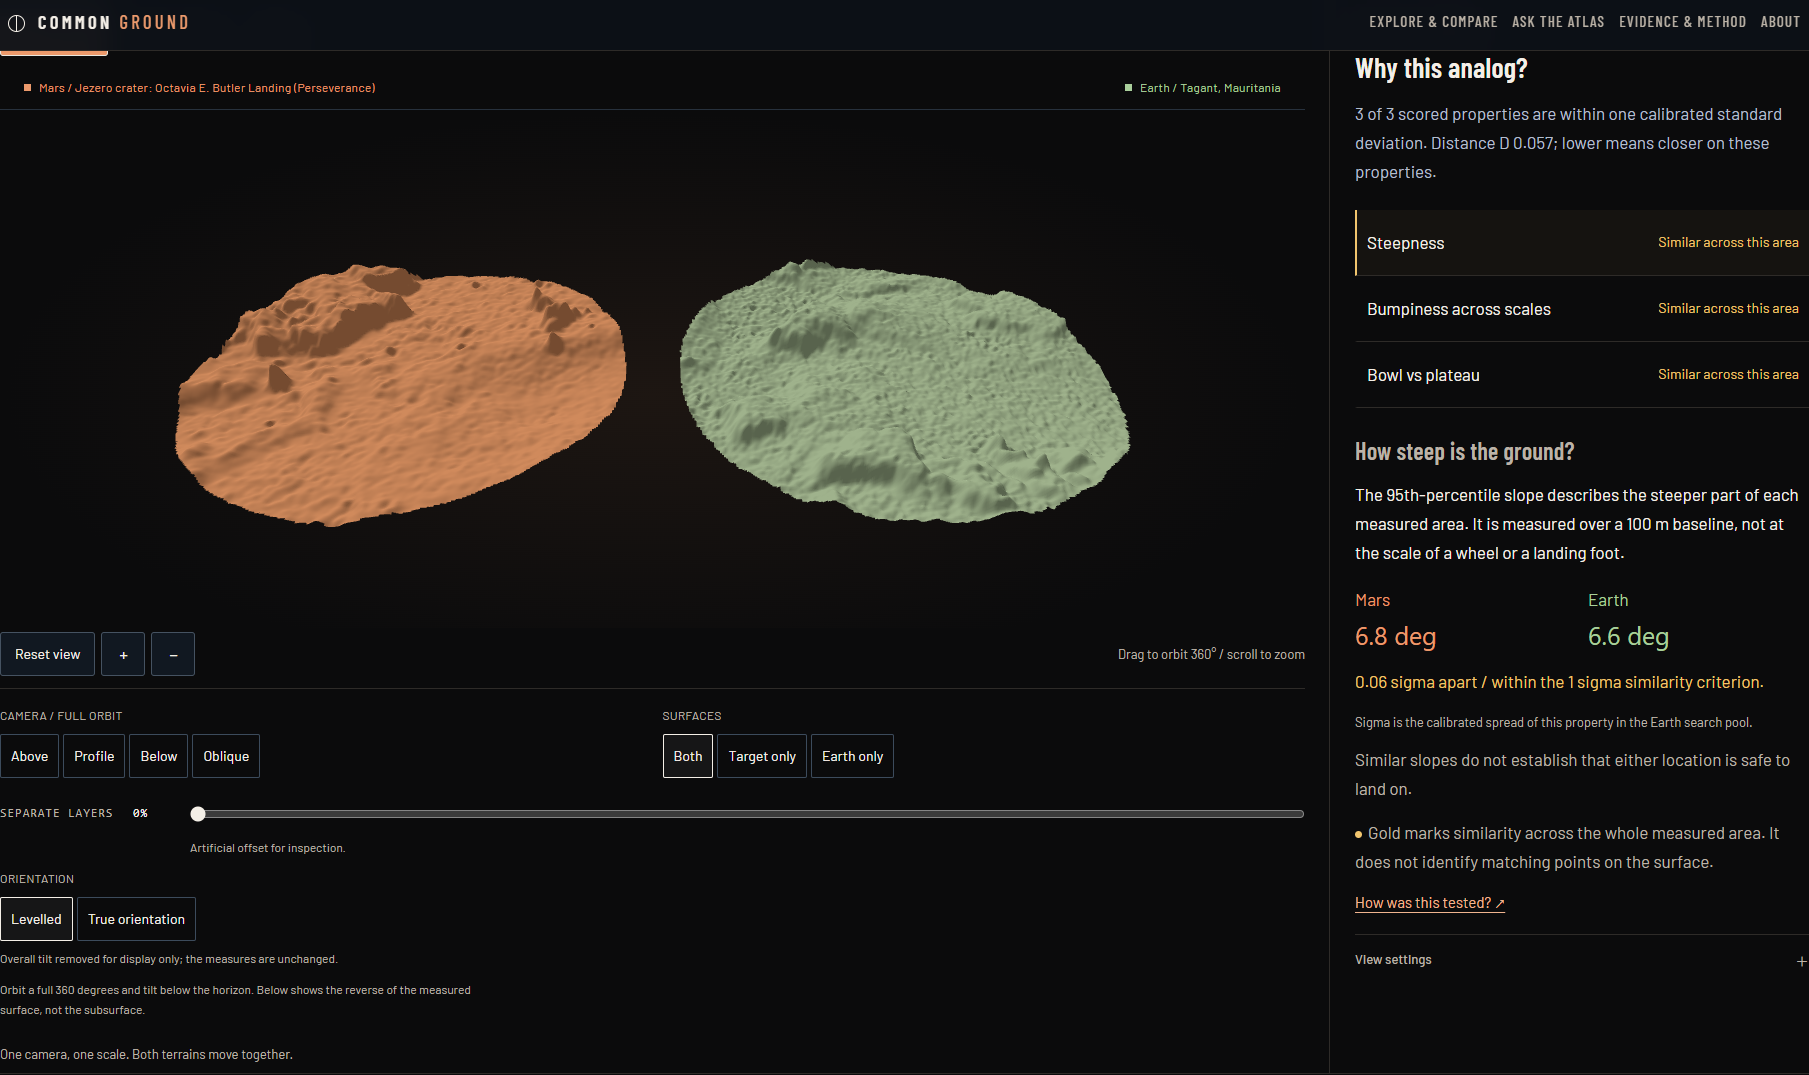 COMMON GROUND
EXPLORE & COMPARE
ASK THE ATLAS
EVIDENCE & METHOD
ABOUT
Mars / Jezero crater: Octavia E. Butler Landing (Perseverance)
Earth / Tagant, Mauritania
Reset view
+
–
Drag to orbit 360° / scroll to zoom
CAMERA / FULL ORBIT
Above
Profile
Below
Oblique
SURFACES
Both
Target only
Earth only
SEPARATE LAYERS 0%
Artificial offset for inspection.
ORIENTATION
Levelled
True orientation
Overall tilt removed for display only; the measures are unchanged.
Orbit a full 360 degrees and tilt below the horizon. Below shows the reverse of the measured
surface, not the subsurface.
One camera, one scale. Both terrains move together.
Why this analog?
3 of 3 scored properties are within one calibrated standard
deviation. Distance D 0.057; lower means closer on these
properties.
Steepness Similar across this area
Bumpiness across scales Similar across this area
Bowl vs plateau Similar across this area
How steep is the ground?
The 95th-percentile slope describes the steeper part of each
measured area. It is measured over a 100 m baseline, not at
the scale of a wheel or a landing foot.
Mars Earth
6.8 deg 6.6 deg
0.06 sigma apart / within the 1 sigma similarity criterion.
Sigma is the calibrated spread of this property in the Earth search pool.
Similar slopes do not establish that either location is safe to
land on.
Gold marks similarity across the whole measured area. It
does not identify matching points on the surface.
How was this tested? ↗
View settings +